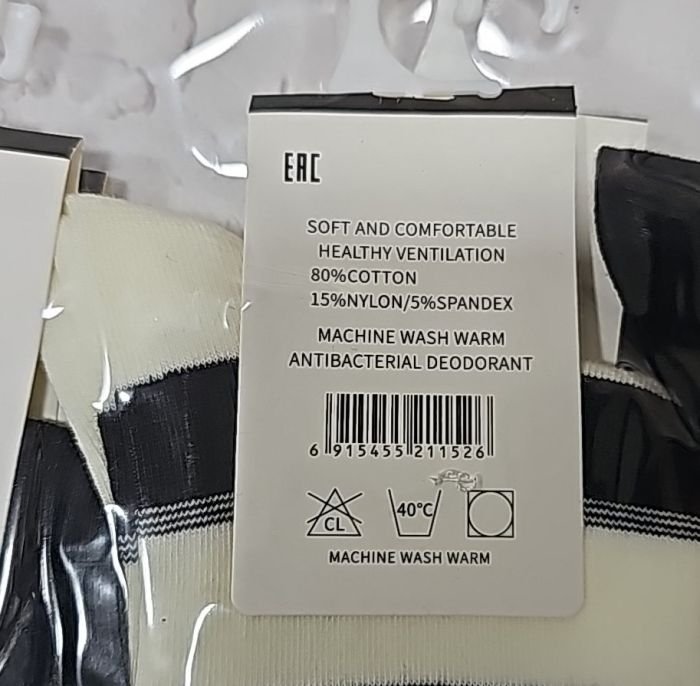 EAC
SOFT AND COMFORTABLE
HEALTHY VENTILATION
80%COTTON
15%NYLON/5%SPANDEX
MACHINE WASH WARM
ANTIBACTERIAL DEODORANT
6 915455 211526
CL 40°C
MACHINE WASH WARM